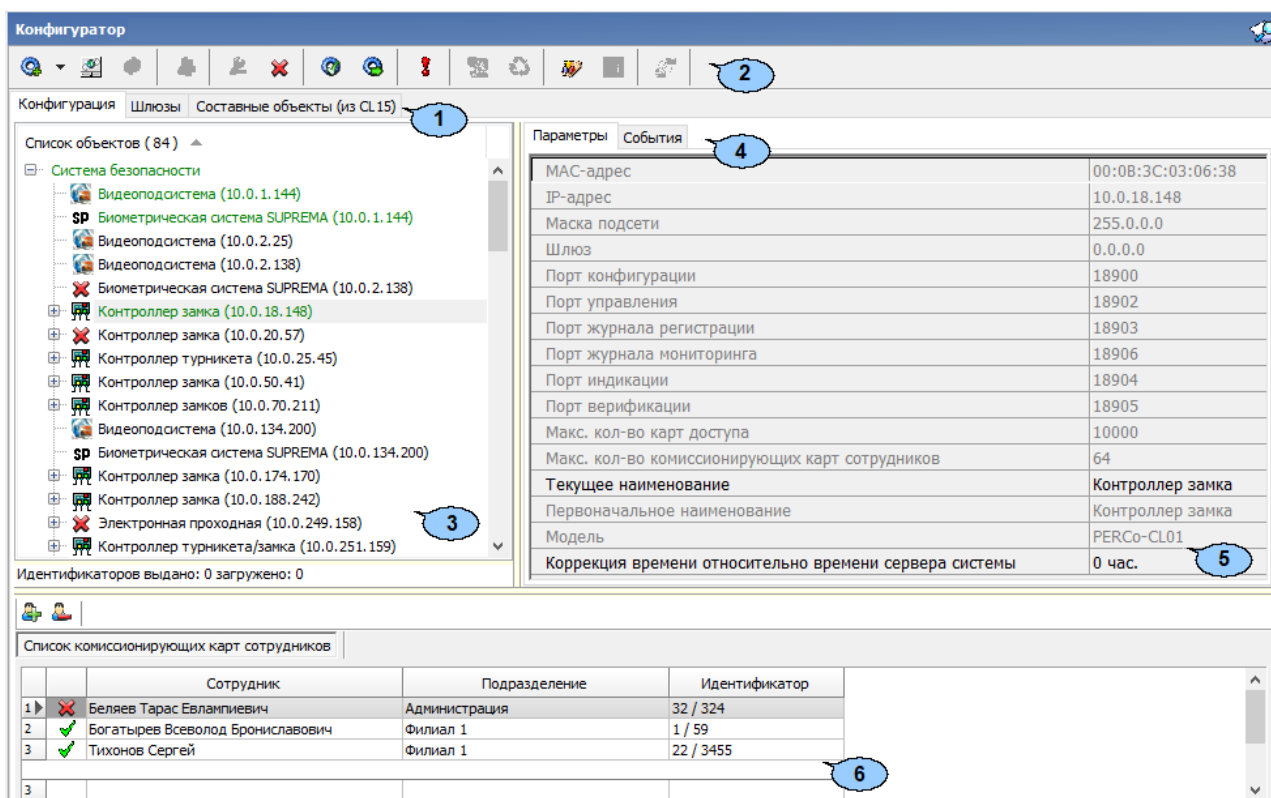 Конфигуратор
2
Конфигурация Шлюзы Составные объекты (из CL15)
1
Список объектов (84)
Система безопасности
Видеоподсистема (10.0.1.144)
SP Биометрическая система SUPREMA (10.0.1.144)
Видеоподсистема (10.0.2.25)
Видеоподсистема (10.0.2.138)
Биометрическая система SUPREMA (10.0.2.138)
Контроллер замка (10.0.18.148)
Контроллер замка (10.0.20.57)
Контроллер турникета (10.0.25.45)
Контроллер замка (10.0.50.41)
Контроллер замков (10.0.70.211)
Видеоподсистема (10.0.134.200)
SP Биометрическая система SUPREMA (10.0.134.200)
Контроллер замка (10.0.174.170)
Контроллер замка (10.0.188.242)
Электронная проходная (10.0.249.158)
Контроллер турникета/замка (10.0.251.159)
3
Идентификаторов выдано: 0 загружено: 0
Параметры События
4
MAC-адрес 00:0B:3C:03:06:38
IP-адрес 10.0.18.148
Маска подсети 255.0.0.0
Шлюз 0.0.0.0
Порт конфигурации 18900
Порт управления 18902
Порт журнала регистрации 18903
Порт журнала мониторинга 18906
Порт индикации 18904
Порт верификации 18905
Макс. кол-во карт доступа 10000
Макс. кол-во комиссионирующих карт сотрудников 64
Текущее наименование Контроллер замка
Первоначальное наименование Контроллер замка
Модель PERCo-CL01
Коррекция времени относительно времени сервера системы 0 час.
5
Список комиссионирующих карт сотрудников
Сотрудник Подразделение Идентификатор
1 Беляев Тарас Евлампиевич Администрация 32 / 324
2 Богатырев Всеволод Брониславович Филиал 1 1 / 59
3 Тихонов Сергей Филиал 1 22 / 3455
6
3